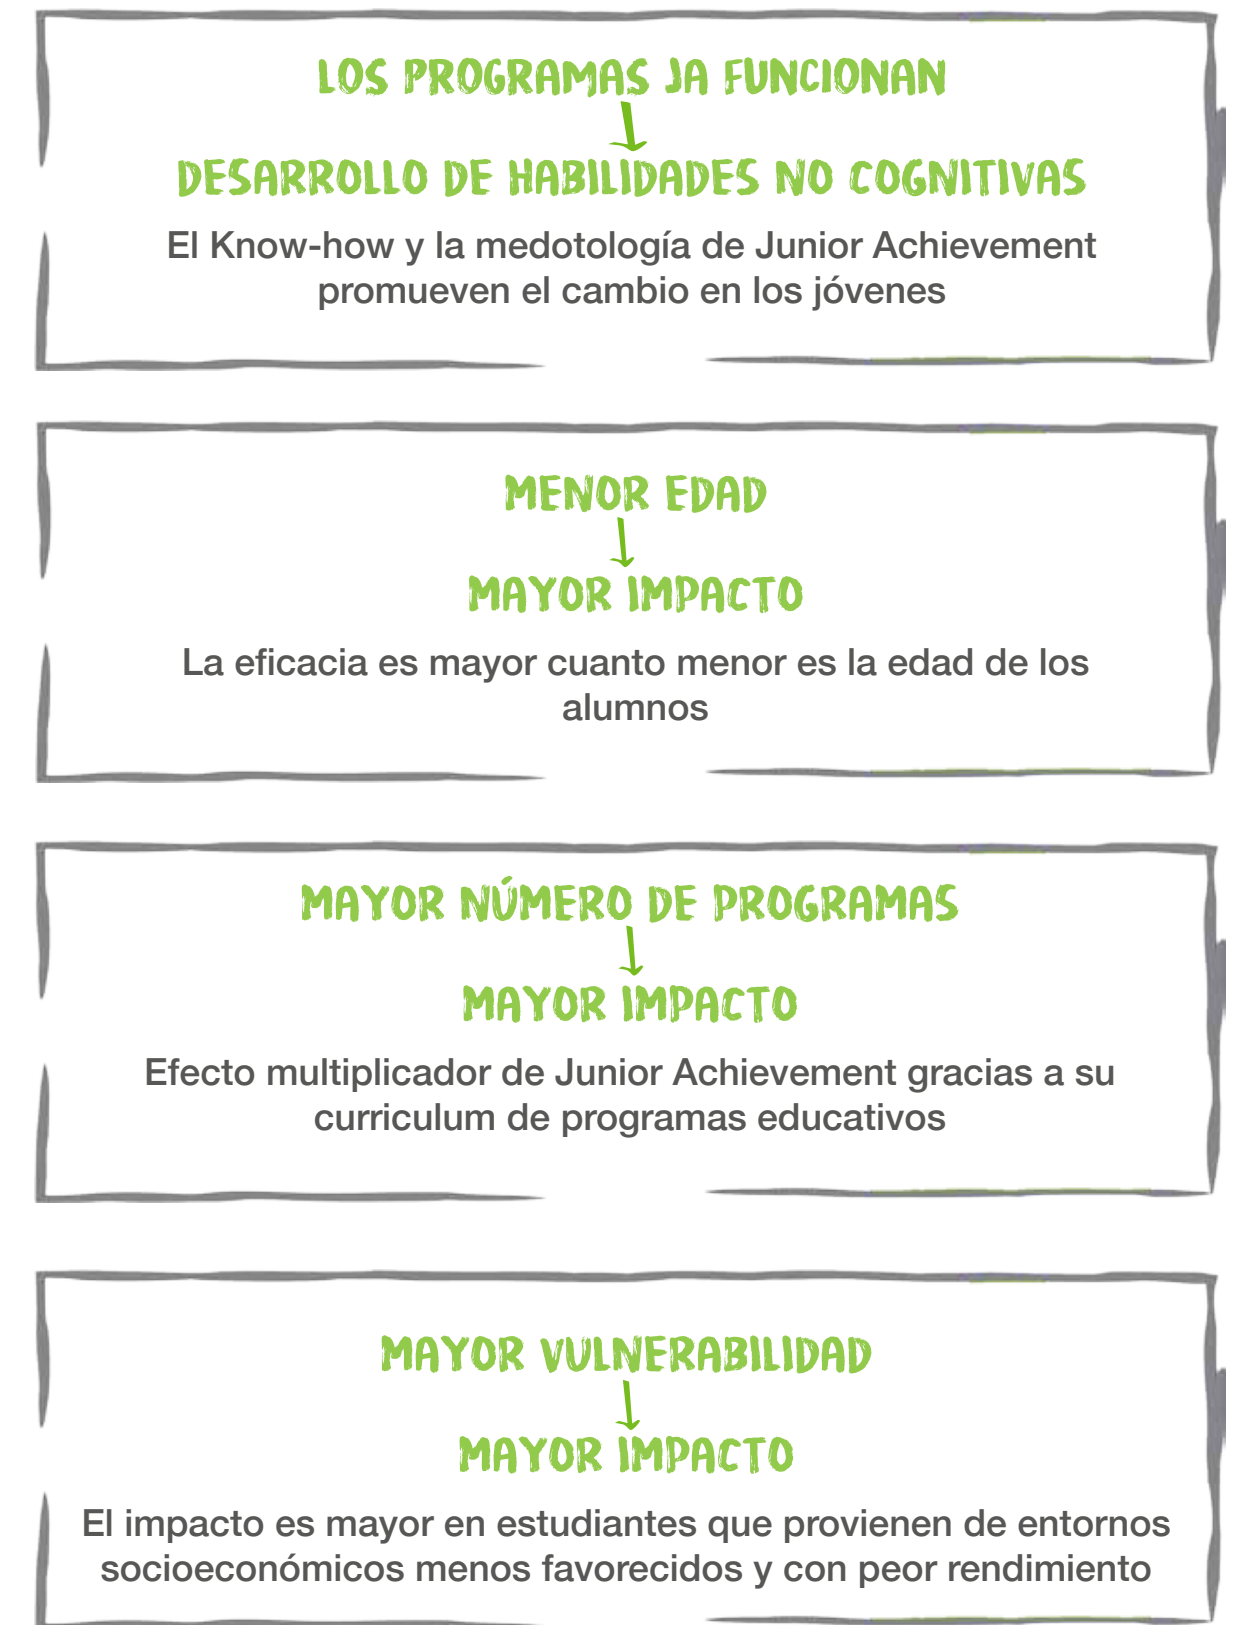 LOS PROGRAMAS JA FUNCIONAN
DESARROLLO DE HABILIDADES NO COGNITIVAS
El Know-how y la medotología de Junior Achievement
promueven el cambio en los jóvenes
MENOR EDAD
MAYOR IMPACTO
La eficacia es mayor cuanto menor es la edad de los
alumnos
MAYOR NÚMERO DE PROGRAMAS
MAYOR IMPACTO
Efecto multiplicador de Junior Achievement gracias a su
curriculum de programas educativos
MAYOR VULNERABILIDAD
MAYOR IMPACTO
El impacto es mayor en estudiantes que provienen de entornos
socioeconómicos menos favorecidos y con peor rendimiento